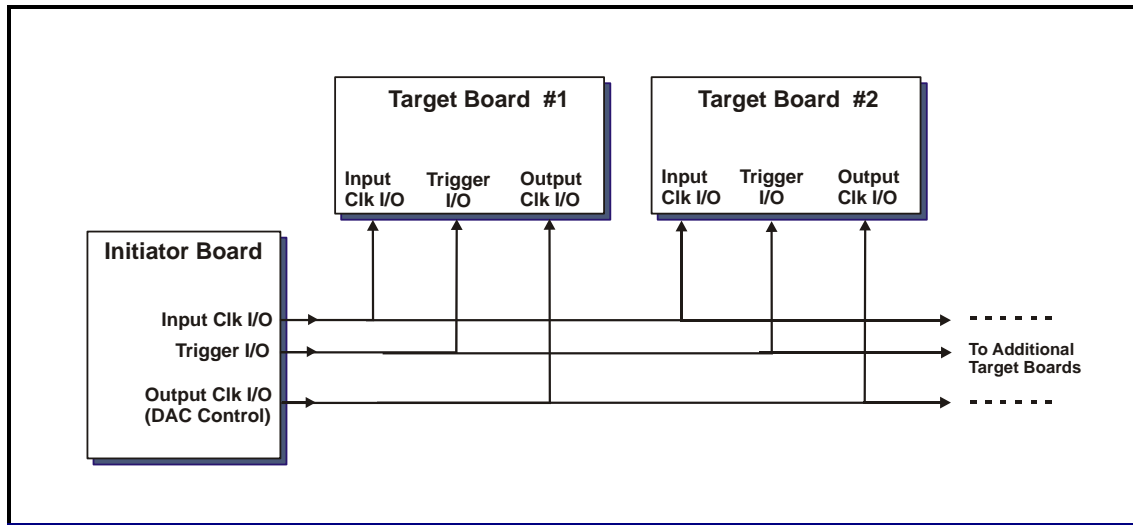 Target Board #1
Input
Clk I/O
Trigger
I/O
Output
Clk I/O
Target Board #2
Input
Clk I/O
Trigger
I/O
Output
Clk I/O
Initiator Board
Input Clk I/O
Trigger I/O
Output Clk I/O
(DAC Control)
To Additional
Target Boards